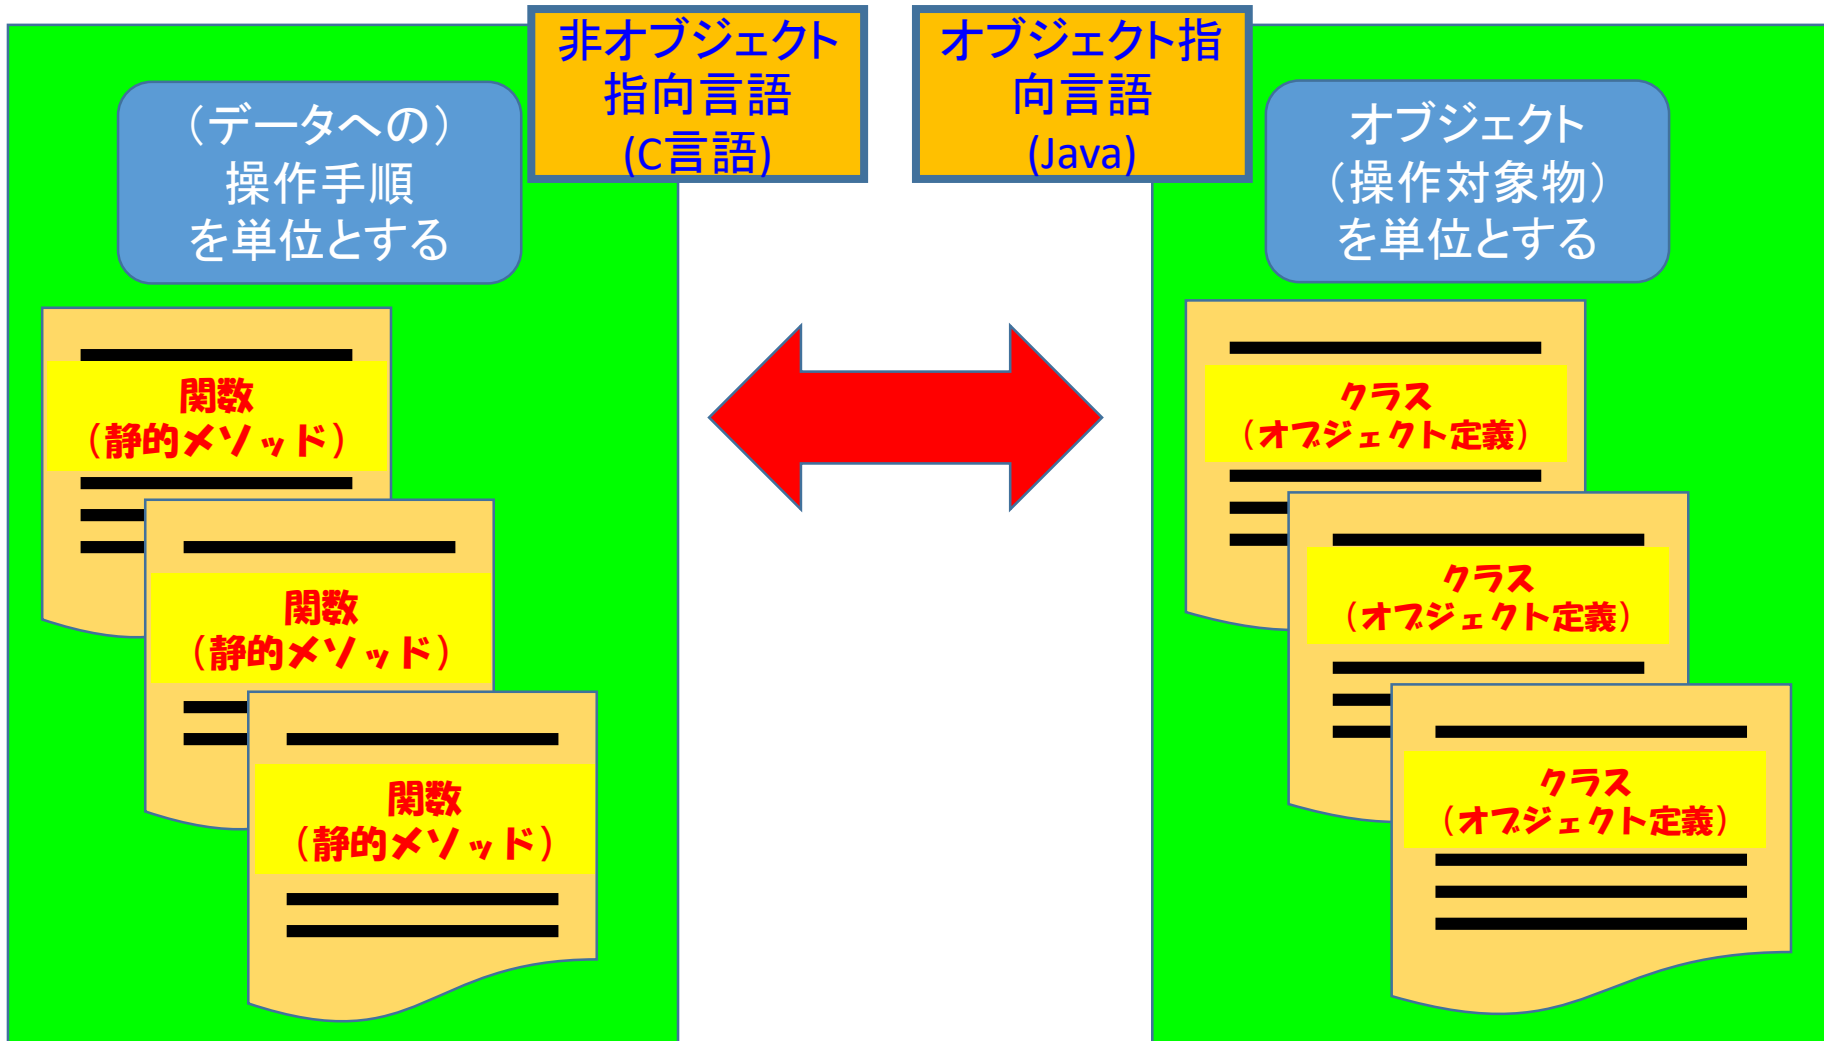 非オブジェクト
指向言語
(C言語)
オブジェクト指
向言語
(Java)
（データへの）
操作手順
を単位とする
オブジェクト
（操作対象物）
を単位とする
関数
（静的メソッド）
関数
（静的メソッド）
関数
（静的メソッド）
クラス
（オブジェクト定義）
クラス
（オブジェクト定義）
クラス
（オブジェクト定義）